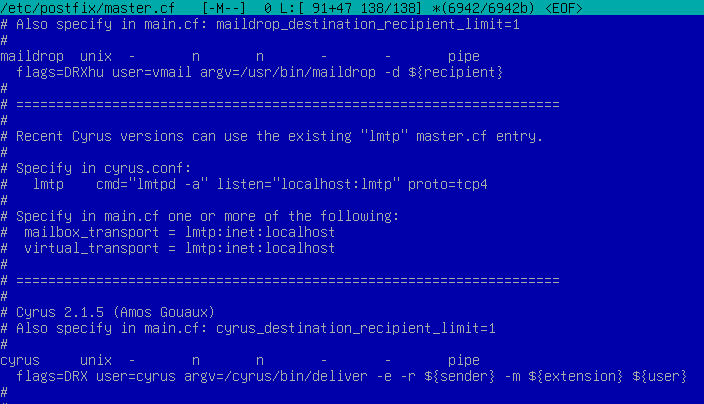 /etc/postfix/master.cf   [-M--]  0 L:[ 91+47 138/138] *(6942/6942b) <EOF>
# Also specify in main.cf: maildrop_destination_recipient_limit=1
#
maildrop  unix  -       n       n       -       -       pipe
  flags=DRXhu user=vmail argv=/usr/bin/maildrop -d ${recipient}
#
# ====================================================================
#
# Recent Cyrus versions can use the existing "lmtp" master.cf entry.
#
# Specify in cyrus.conf:
#   lmtp    cmd="lmtpd -a" listen="localhost:lmtp" proto=tcp4
#
# Specify in main.cf one or more of the following:
#  mailbox_transport = lmtp:inet:localhost
#  virtual_transport = lmtp:inet:localhost
#
# ====================================================================
#
# Cyrus 2.1.5 (Amos Gouaux)
# Also specify in main.cf: cyrus_destination_recipient_limit=1
#
cyrus     unix  -       n       n       -       -       pipe
  flags=DRX user=cyrus argv=/cyrus/bin/deliver -e -r ${sender} -m ${extension} ${user}
#